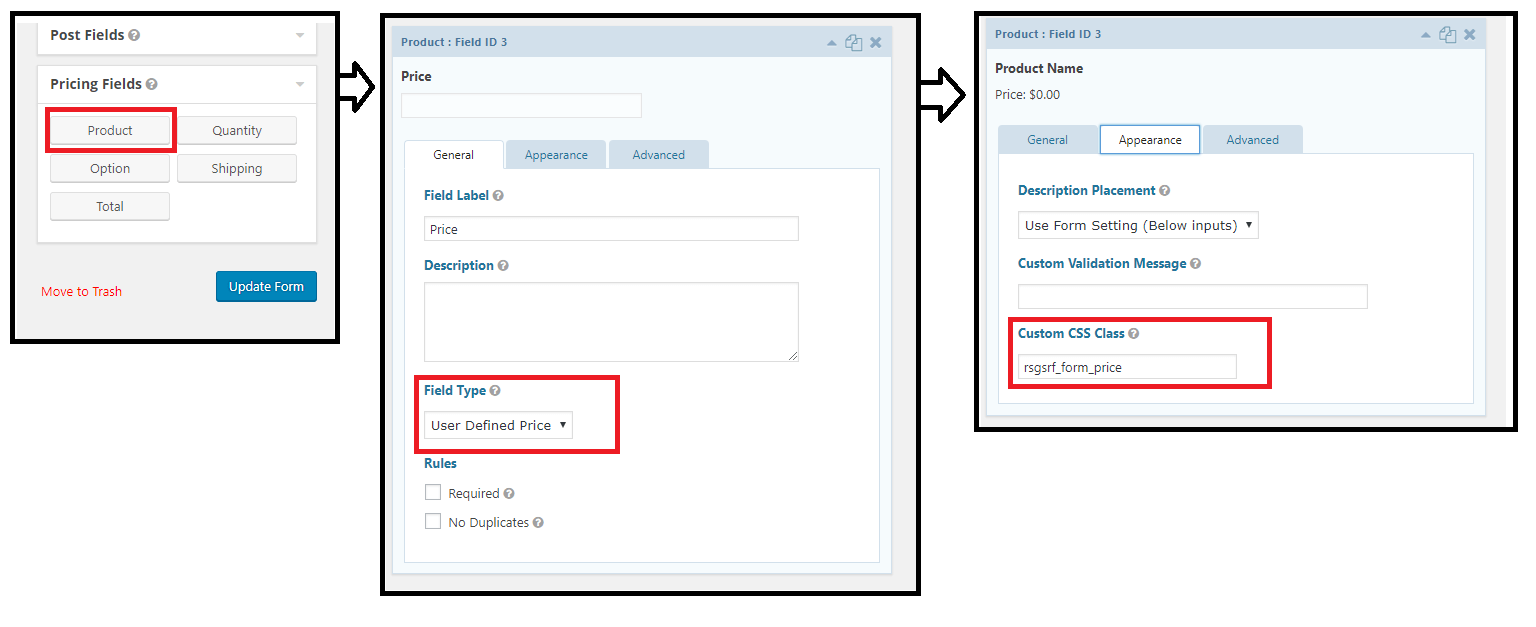 Post Fields
Pricing Fields
Product
Quantity
Option
Shipping
Total
Move to Trash
Update Form
Product : Field ID 3
Price
General
Appearance
Advanced
Field Label
Price
Description
Field Type
User Defined Price
Rules
Required
No Duplicates
Product : Field ID 3
Product Name
Price: $0.00
General
Appearance
Advanced
Description Placement
Use Form Setting (Below inputs)
Custom Validation Message
Custom CSS Class
rsgsrf_form_price